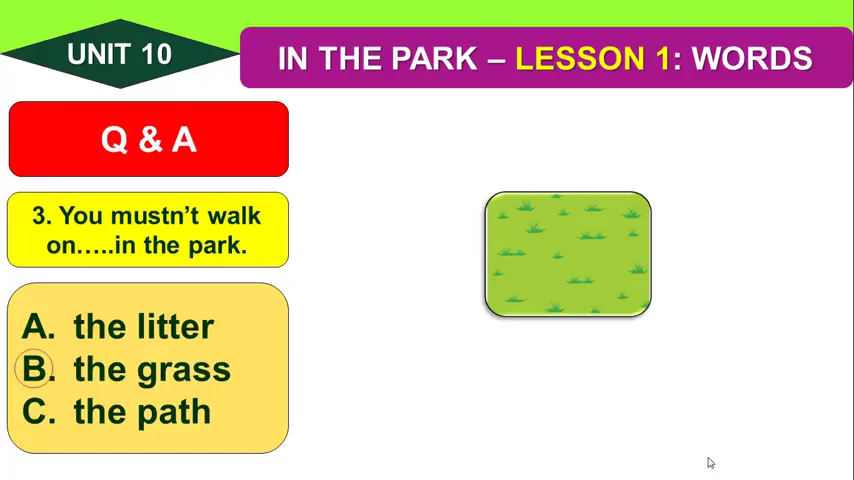 UNIT 10
IN THE PARK – LESSON 1: WORDS
Q & A
3. You mustn’t walk
on…..in the park.
A. the litter
B. the grass
C. the path